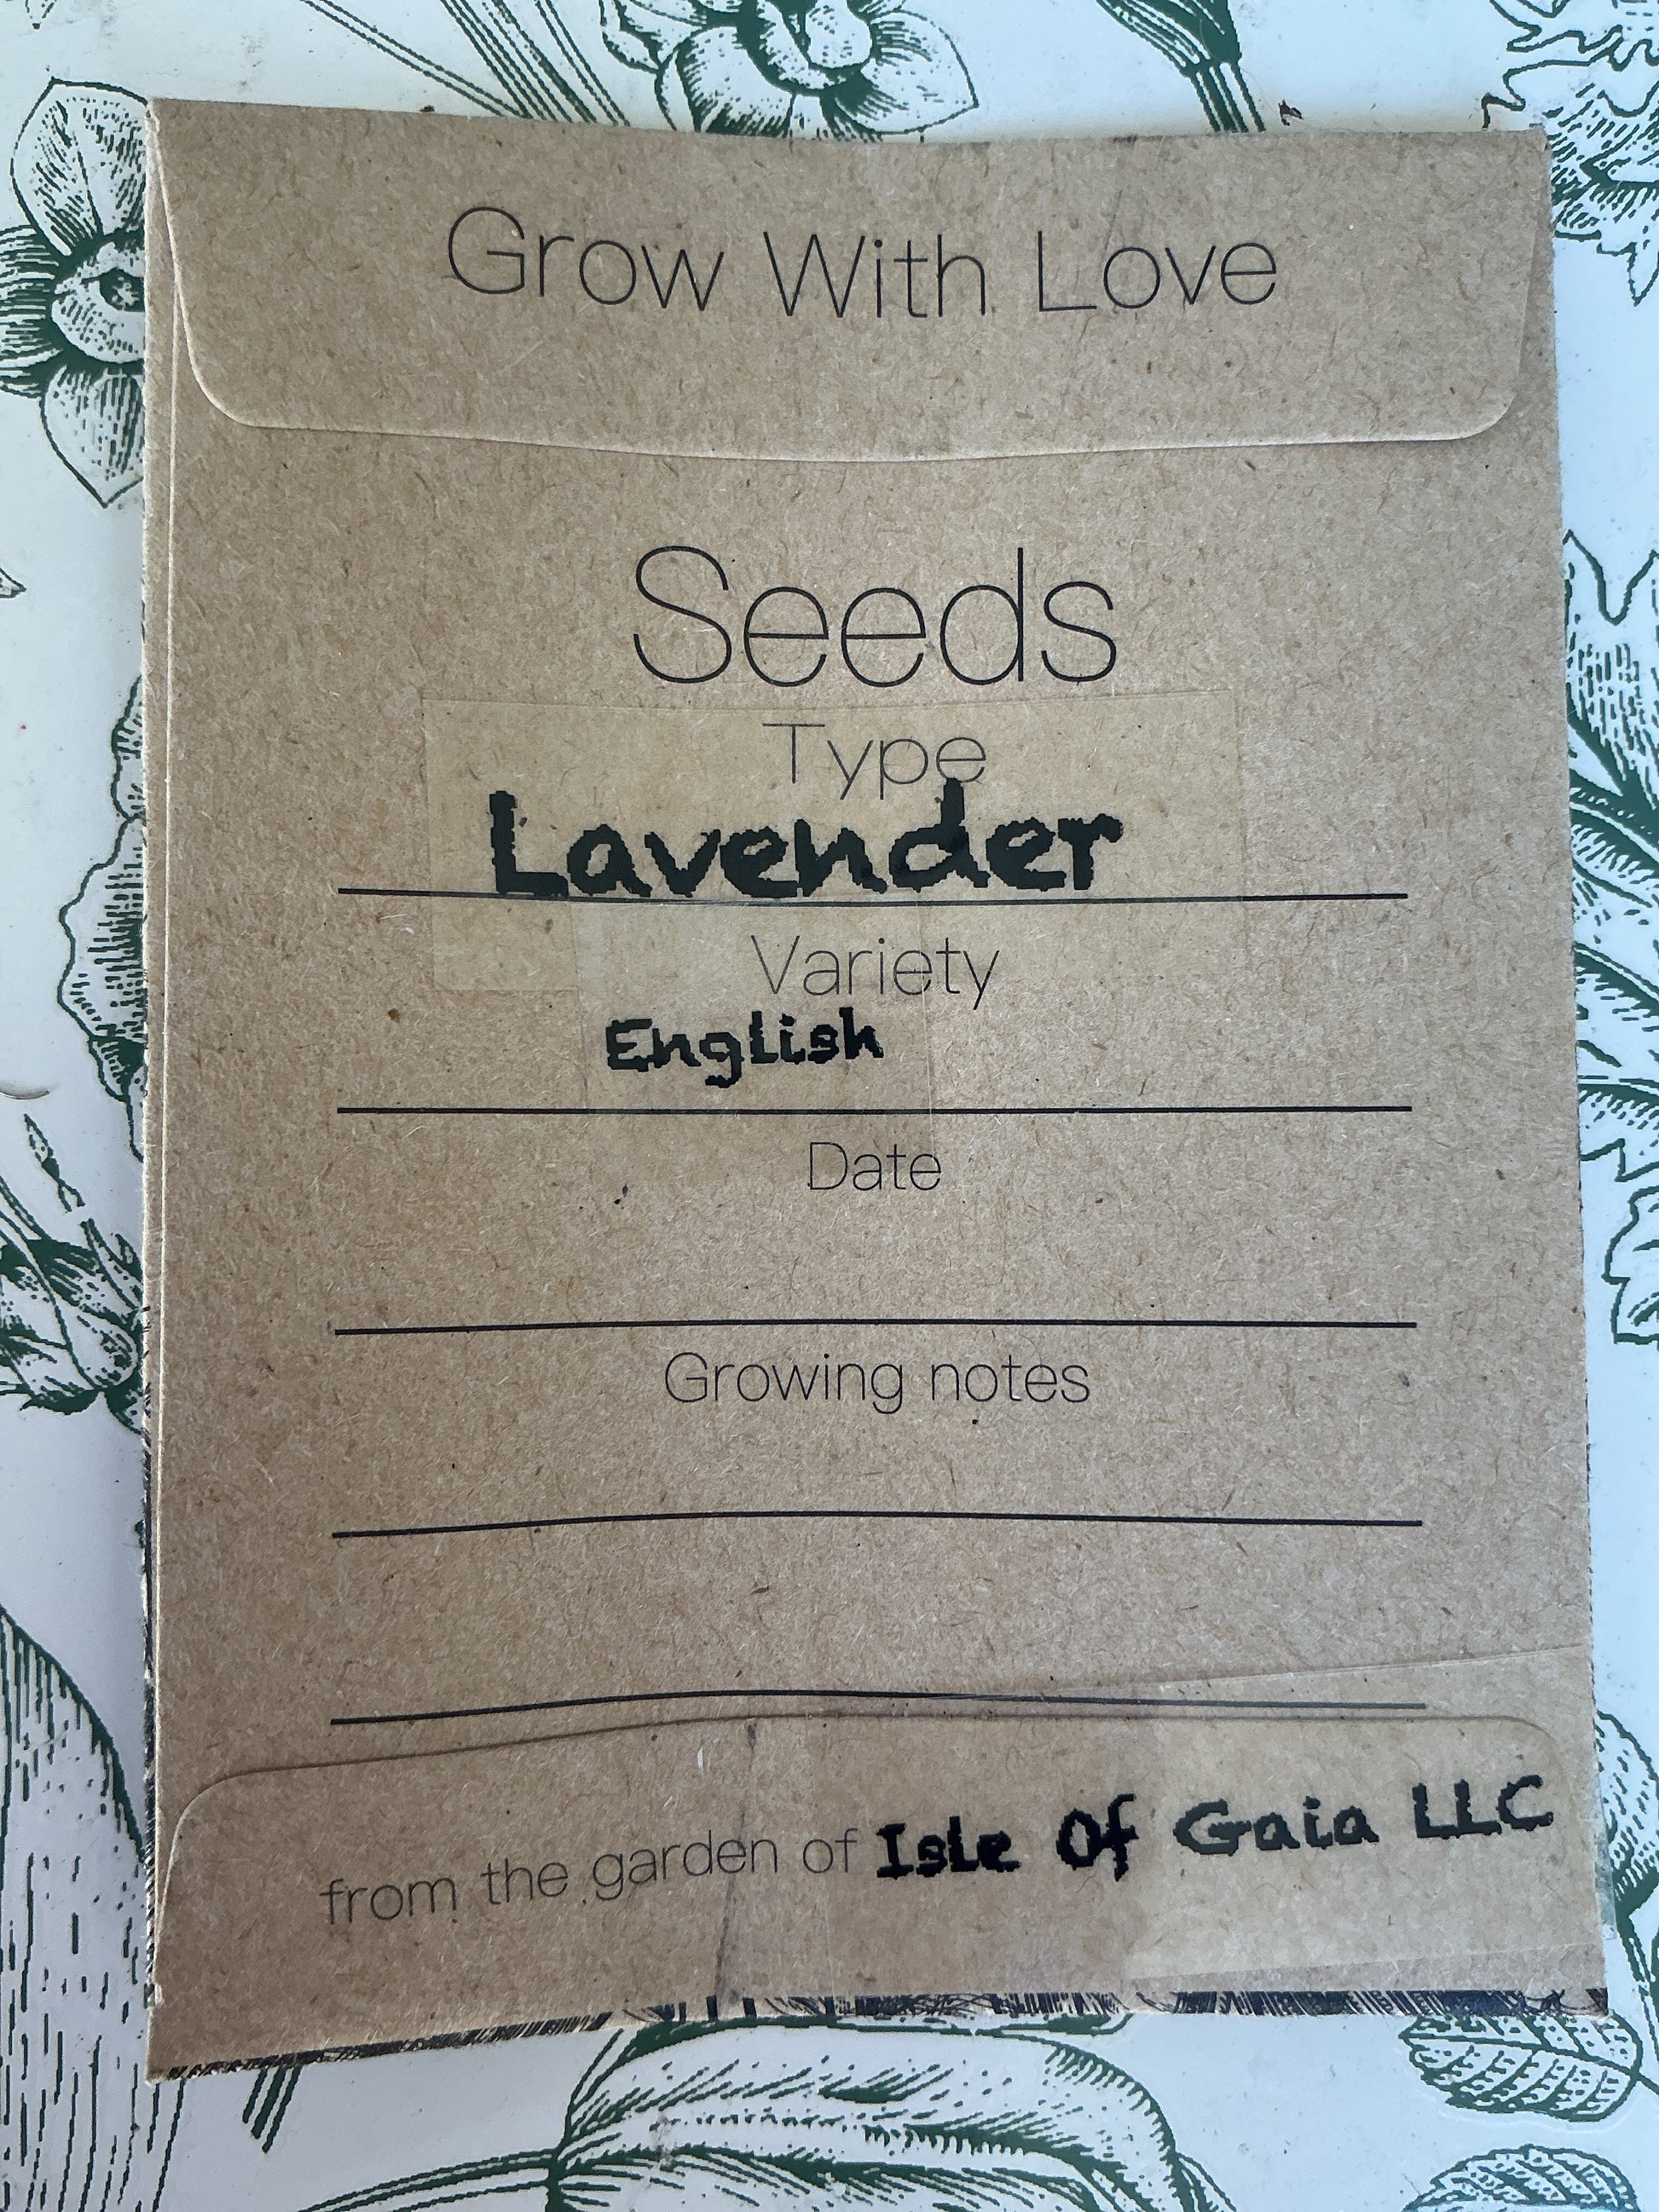 Grow With Love
Seeds
Type
Lavender
Variety
English
Date
Growing notes
from the garden of Isle Of Gaia LLC